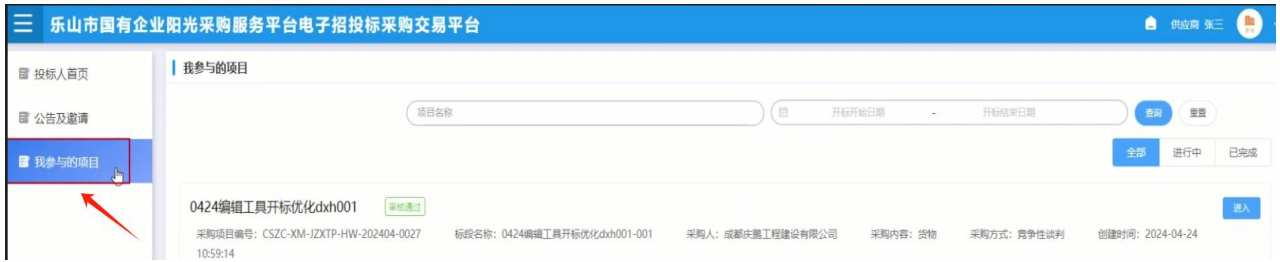 乐山市国有企业阳光采购服务平台电子招投标采购交易平台
供应商 张三
投标人首页
我参与的项目
公告及邀请
项目名称
开标开始日期 - 开标结束日期
查询
重置
我参与的项目
全部
进行中
已完成
0424编辑工具开标优化dxh001
审核通过
进入
采购项目编号：CSZC-XM-JZXTP-HW-202404-0027 标段名称：0424编辑工具开标优化dxh001-001 采购人：成都庆鹏工程建设有限公司 采购内容：货物 采购方式：竞争性谈判 创建时间：2024-04-24
10:59:14